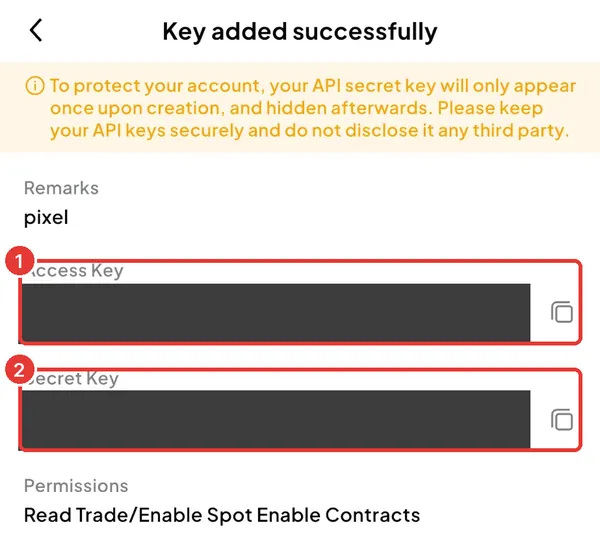 Key added successfully
To protect your account, your API secret key will only appear
once upon creation, and hidden afterwards. Please keep
your API keys securely and do not disclose it any third party.
Remarks
pixel
1
Access Key
2
Secret Key
Permissions
Read Trade/Enable Spot Enable Contracts